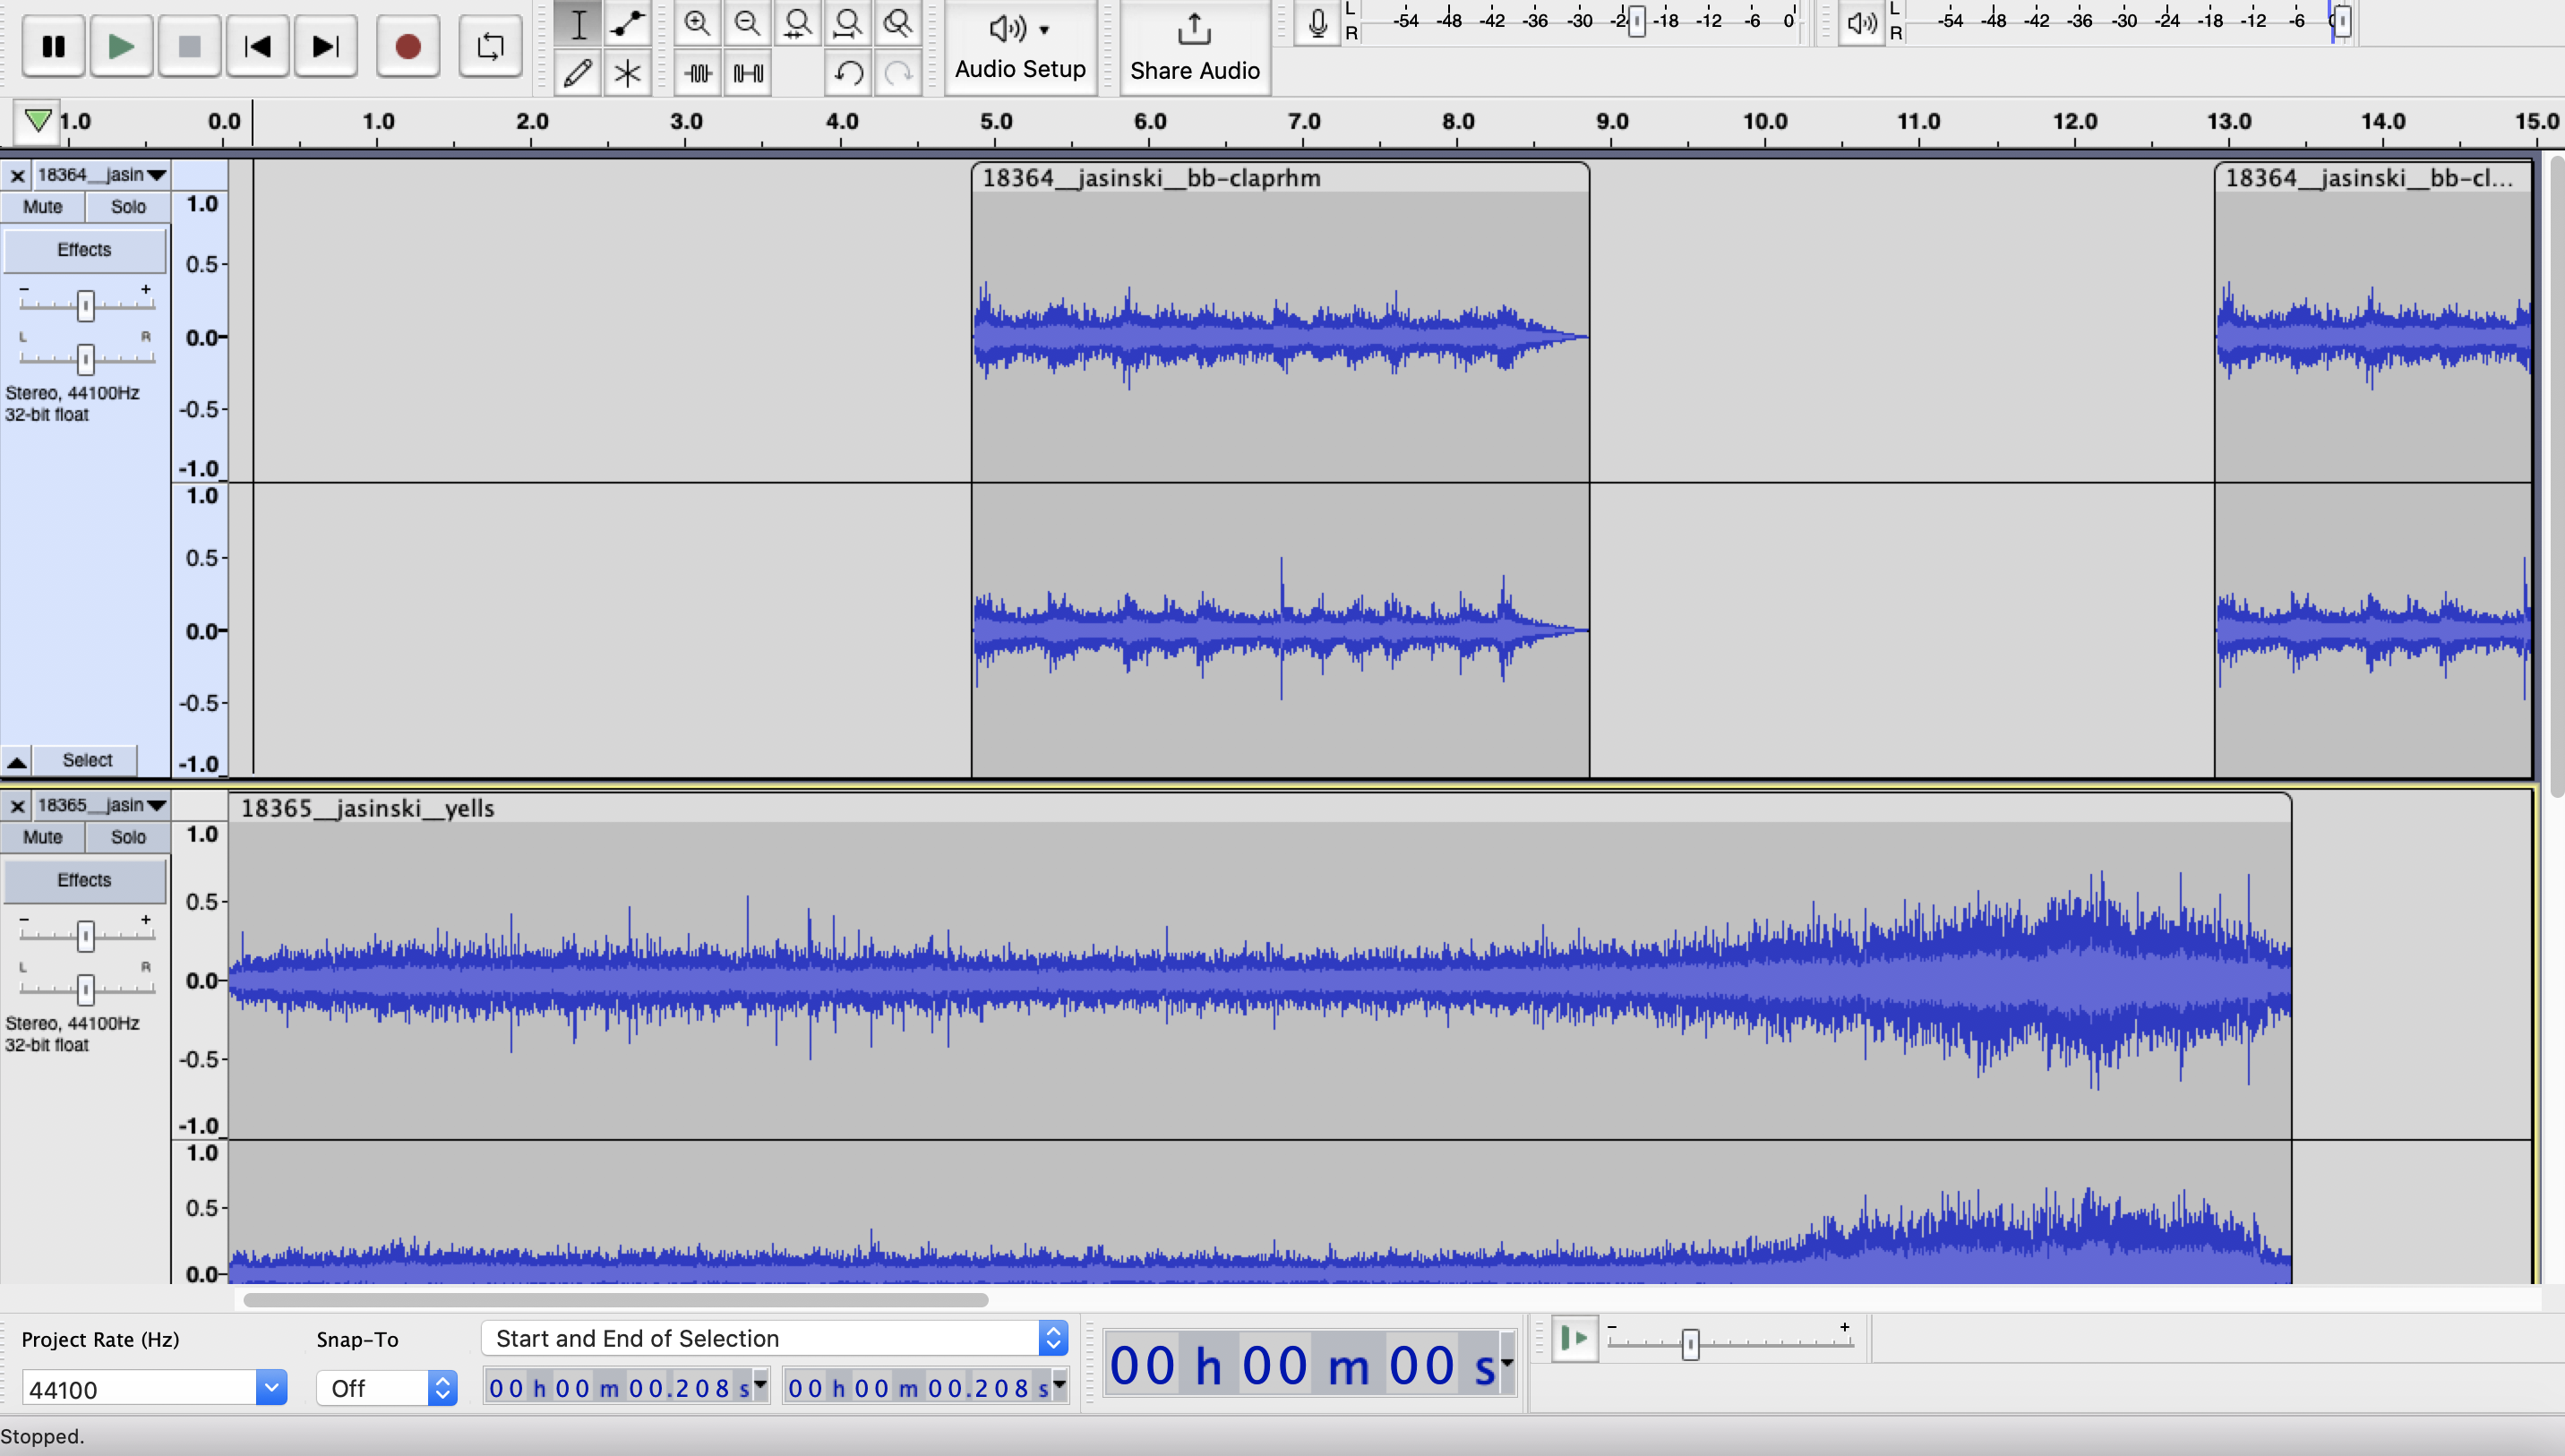 L
R
-54 -48 -42 -36 -30 -24 -18 -12 -6 0
L
R
-54 -48 -42 -36 -30 -24 -18 -12 -6
Audio Setup
Share Audio
1.0 0.0 1.0 2.0 3.0 4.0 5.0 6.0 7.0 8.0 9.0 10.0 11.0 12.0 13.0 14.0 15.0
18364__jasin
18364__jasinski__bb-claprhm
18364__jasinski__bb-cl...
Mute Solo
Effects
- +
L R
Stereo, 44100Hz
32-bit float
Select
1.0
0.5
0.0
-0.5
-1.0
1.0
0.5
0.0
-0.5
-1.0
18365__jasin
18365__jasinski__yells
Mute Solo
Effects
- +
L R
Stereo, 44100Hz
32-bit float
1.0
0.5
0.0
-0.5
-1.0
1.0
0.5
0.0
Project Rate (Hz)
Snap-To
Start and End of Selection
44100
Off
00 h 00 m 00.208 s
00 h 00 m 00.208 s
00 h 00 m 00 s
- +
Stopped.